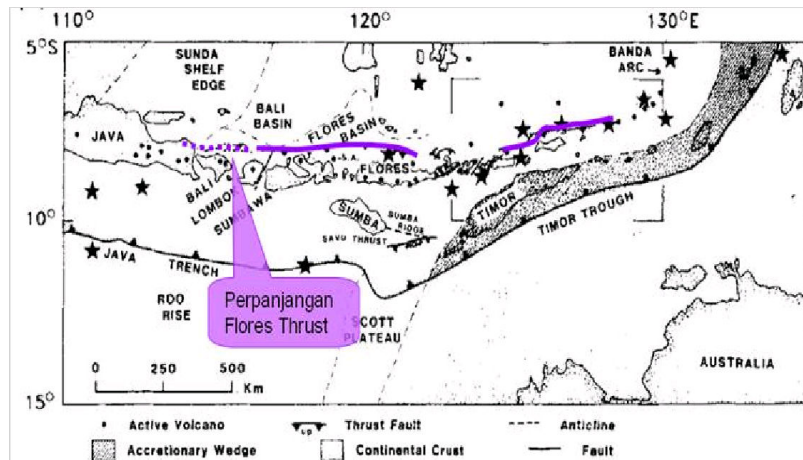 110°
120°
130°E
5°S
SUNDA
SHELF
EDGE
BANDA
ARC
BALI
BASIN
FLORES
BASIN
JAVA
FLORES
BALI
LOMBOK
SUMBAWA
SUMBA
SUMBA
RIDGE
SAVU THRUST
TIMOR
TIMOR TROUGH
10°
JAVA
TRENCH
ROO
RISE
Perpanjangan
Flores Thrust
SCOTT
PLATEAU
AUSTRALIA
0 250 500
Km
15°
Active Volcano
Thrust Fault
UP
Anticline
Accretionary Wedge
Continental Crust
Fault